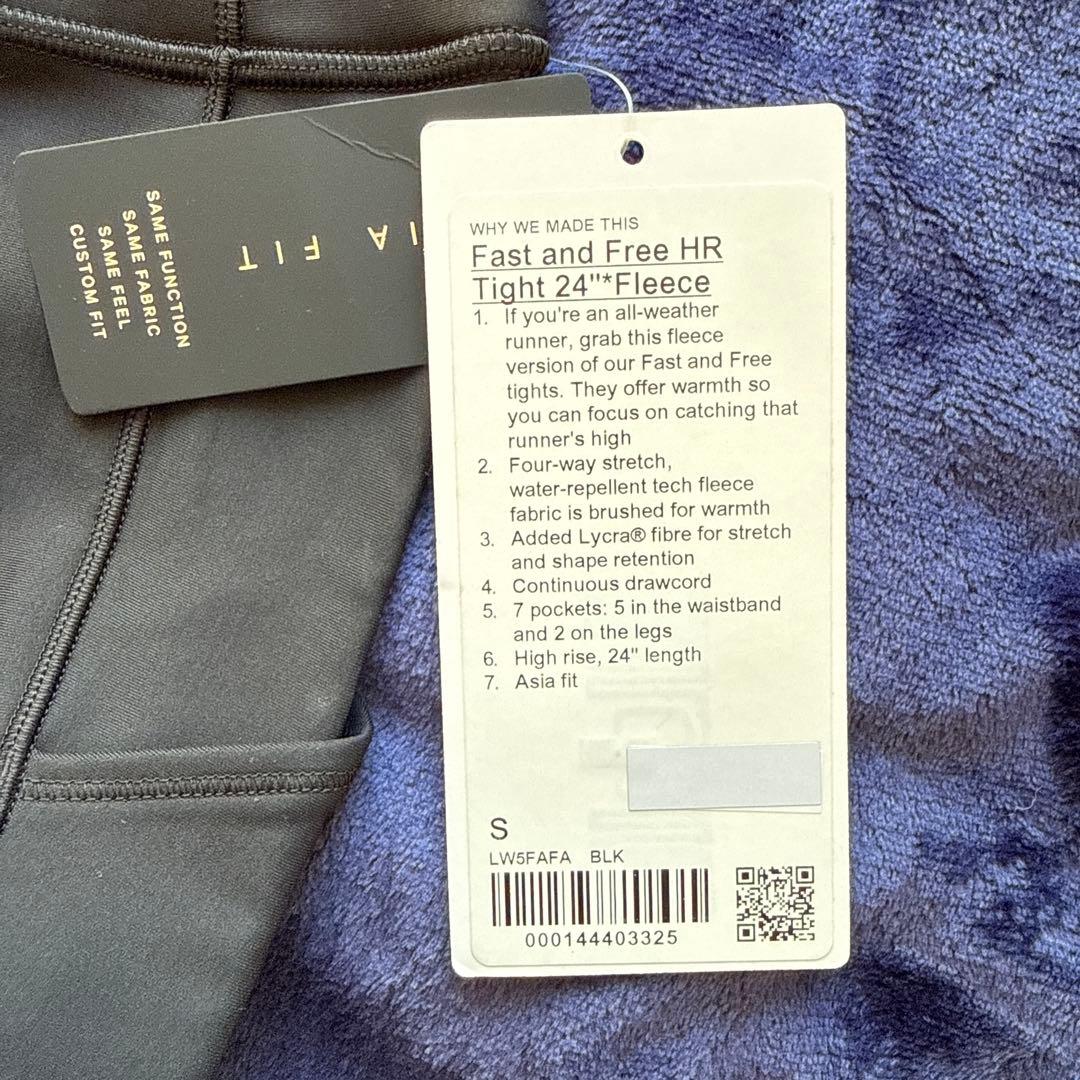 SAME FUNCTION
SAME FABRIC
SAME FEEL
CUSTOM FIT
FIT
WHY WE MADE THIS
Fast and Free HR
Tight 24"*Fleece
1. If you're an all-weather
runner, grab this fleece
version of our Fast and Free
tights. They offer warmth so
you can focus on catching that
runner's high
2. Four-way stretch,
water-repellent tech fleece
fabric is brushed for warmth
3. Added Lycra® fibre for stretch
and shape retention
4. Continuous drawcord
5. 7 pockets: 5 in the waistband
and 2 on the legs
6. High rise, 24" length
7. Asia fit
S
LW5FAFA BLK
000144403325